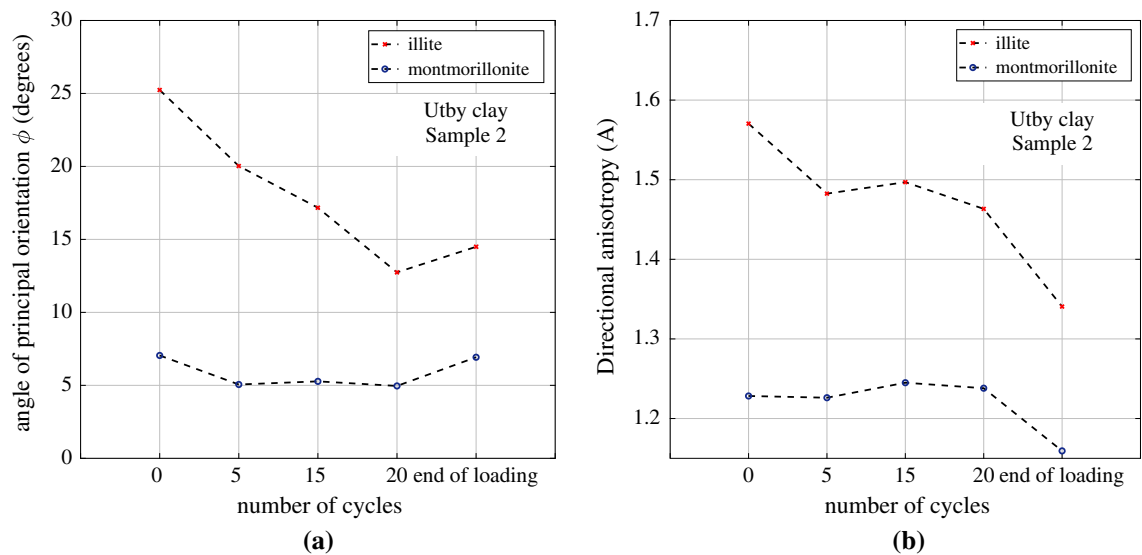 30
25
20
15
10
5
0
angle of principal orientation ϕ (degrees)
illite
montmorillonite
Utby clay
Sample 2
0 5 15 20 end of loading
number of cycles
(a)
1.7
1.6
1.5
1.4
1.3
1.2
Directional anisotropy (A)
illite
montmorillonite
Utby clay
Sample 2
0 5 15 20 end of loading
number of cycles
(b)